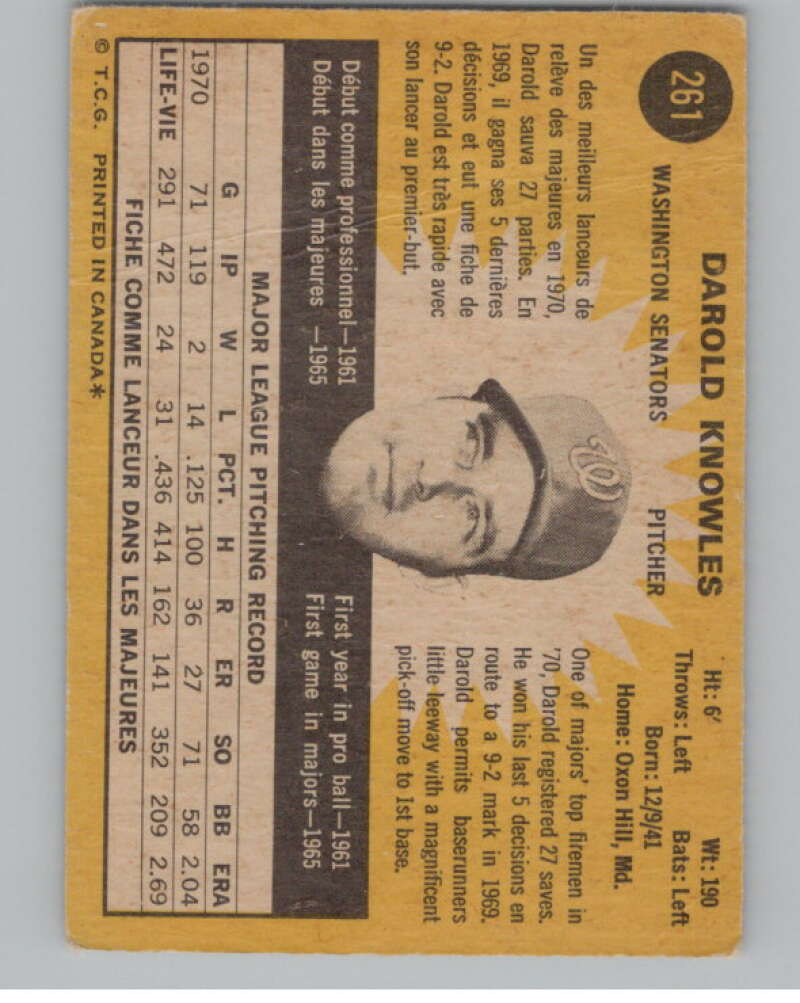 261
DAROLD KNOWLES
WASHINGTON SENATORS PITCHER
Ht: 6' Wt: 190
Throws: Left Bats: Left
Born: 12/9/41
Home: Oxon Hill, Md.
Un des meilleurs lanceurs de
relève des majeures en 1970,
Darold sauva 27 parties. En
1969, il gagna ses 5 dernières
décisions et eut une fiche de
9-2. Darold est très rapide avec
son lancer au premier-but.
W
One of majors' top firemen in
'70, Darold registered 27 saves.
He won his last 5 decisions en
route to a 9-2 mark in 1969.
Darold permits baserunners
little leeway with a magnificent
pick-off move to 1st base.
Début comme professionnel—1961
Début dans les majeures —1965
First year in pro ball—1961
First game in majors—1965
MAJOR LEAGUE PITCHING RECORD
G IP W L PCT. H R ER SO BB ERA
1970 71 119 2 14 .125 100 36 27 71 58 2.04
LIFE-VIE 291 472 24 31 .436 414 162 141 352 209 2.69
FICHE COMME LANCEUR DANS LES MAJEURES
© T.C.G. PRINTED IN CANADA*